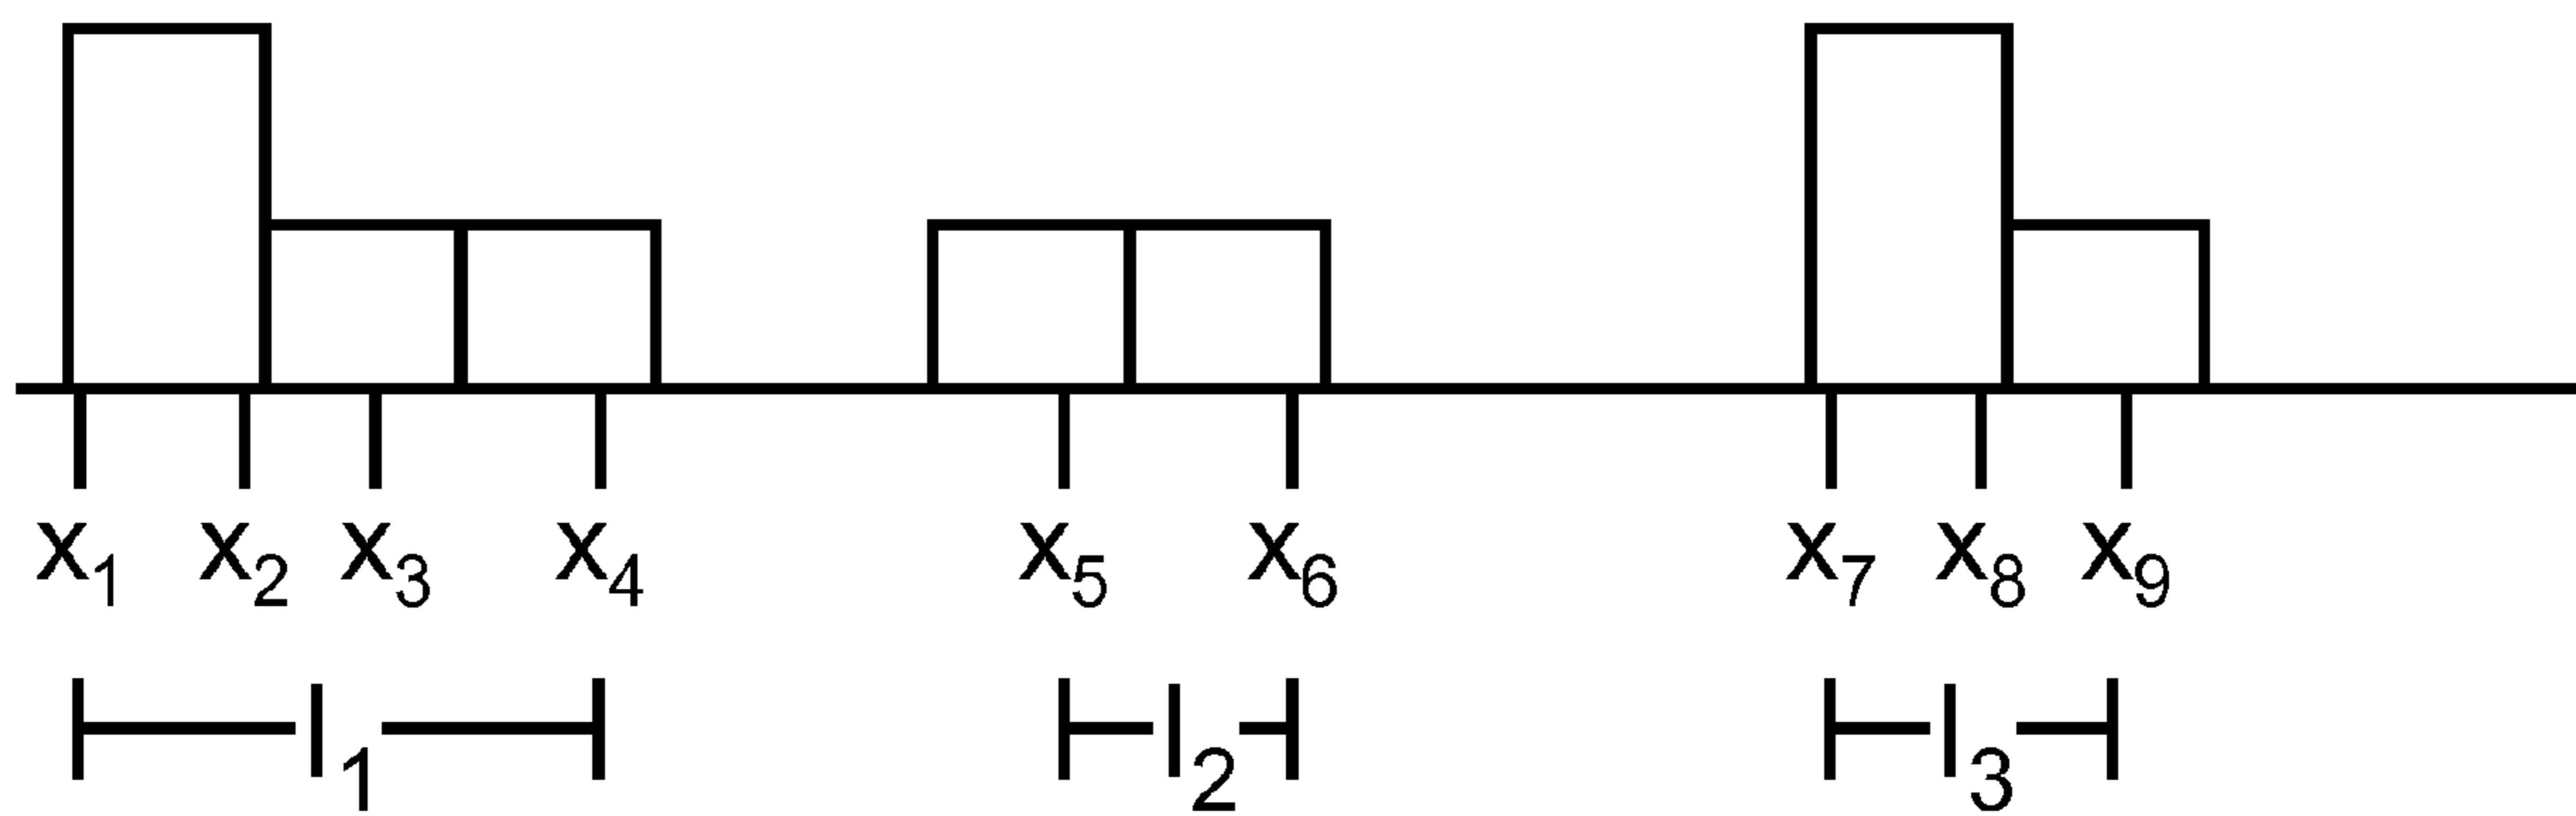 x₁ x₂ x₃ x₄ x₅ x₆ x₇ x₈ x₉
I₁ I₂ I₃